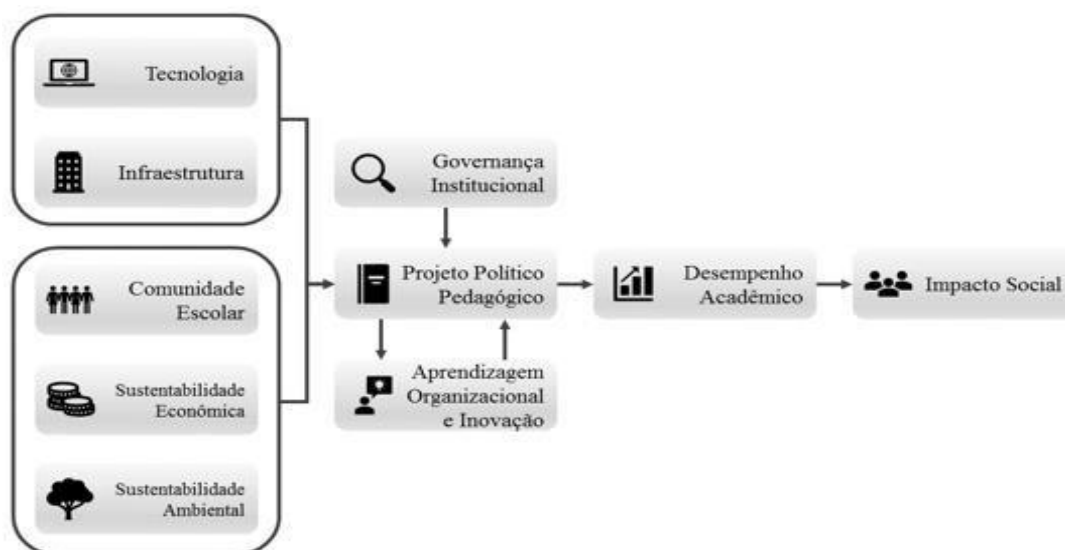 Tecnologia
Infraestrutura
Comunidade
Escolar
Sustentabilidade
Econômica
Sustentabilidade
Ambiental
Governança
Institucional
Projeto Político
Pedagógico
Aprendizagem
Organizacional
e Inovação
Desempenho
Acadêmico
Impacto Social